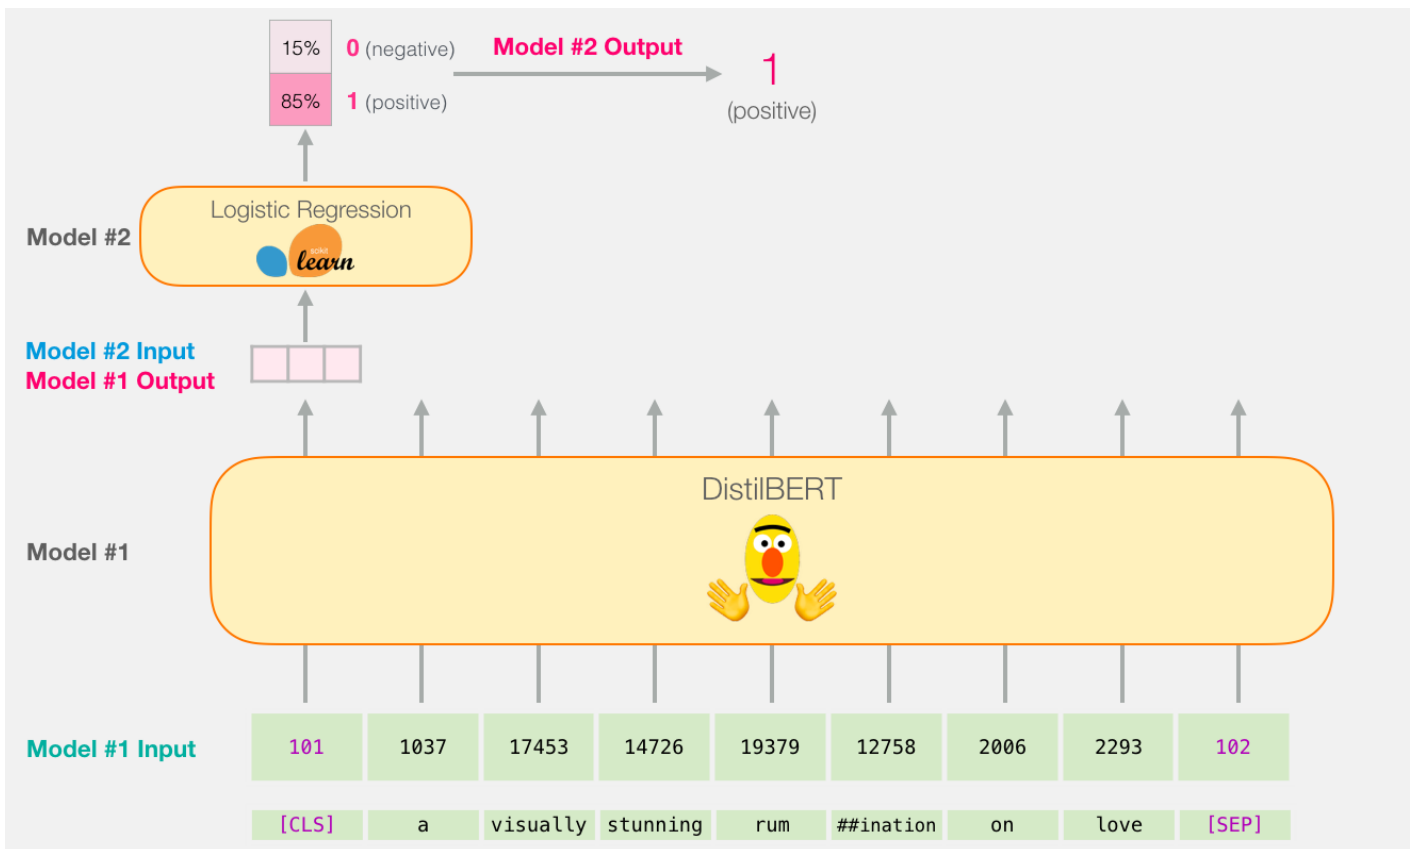 15% 0 (negative) Model #2 Output 1
85% 1 (positive) (positive)
Logistic Regression
Model #2
scikit
learn
Model #2 Input
Model #1 Output
DistilBERT
Model #1
Model #1 Input 101 1037 17453 14726 19379 12758 2006 2293 102
[CLS] a visually stunning rum ##ination on love [SEP]